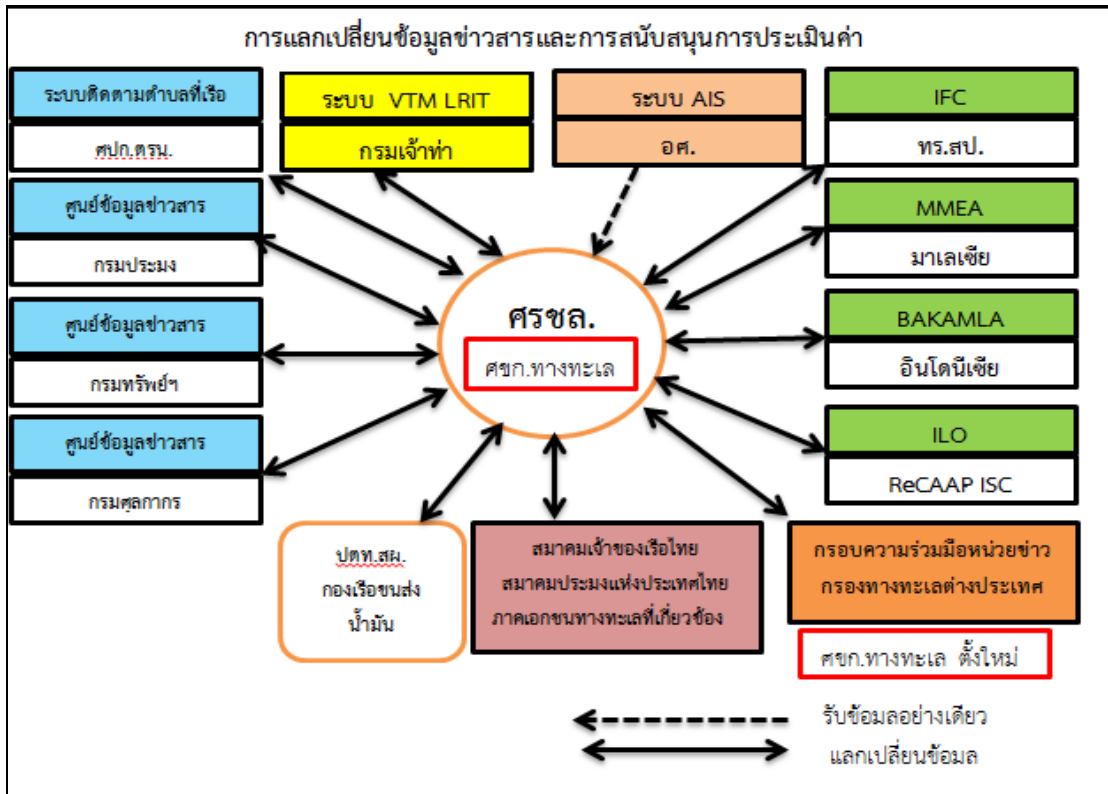 การแลกเปลี่ยนข้อมูลข่าวสารและการสนับสนุนการประเมินค่า
ระบบติดตามตำบลที่เรือ
ศปก.ตรน.
ระบบ VTM LRIT
กรมเจ้าท่า
ระบบ AIS
อศ.
IFC
ทร.สป.
ศูนย์ข้อมูลข่าวสาร
กรมประมง
MMEA
มาเลเซีย
ศรชล.
ศขก.ทางทะเล
ศูนย์ข้อมูลข่าวสาร
กรมทรัพย์ฯ
BAKAMLA
อินโดนีเซีย
ศูนย์ข้อมูลข่าวสาร
กรมศุลกากร
ILO
ReCAAP ISC
ปตท.สผ.
กองเรือขนส่ง
น้ำมัน
สมาคมเจ้าของเรือไทย
สมาคมประมงแห่งประเทศไทย
ภาคเอกชนทางทะเลที่เกี่ยวข้อง
กรอบความร่วมมือหน่วยข่าว
กรองทางทะเลต่างประเทศ
ศขก.ทางทะเล ตั้งใหม่
รับข้อมลอย่างเดียว
แลกเปลี่ยนข้อมล